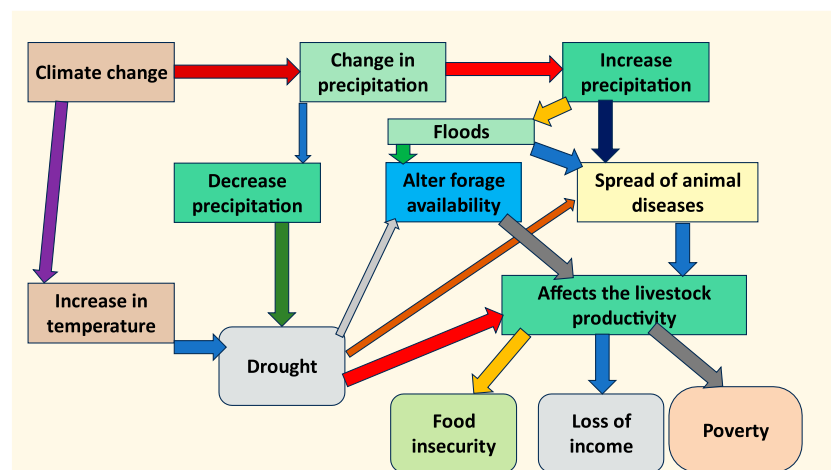 Climate change
Change in
precipitation
Increase
precipitation
Floods
Decrease
precipitation
Alter forage
availability
Spread of animal
diseases
Increase in
temperature
Affects the livestock
productivity
Drought
Food
insecurity
Loss of
income
Poverty